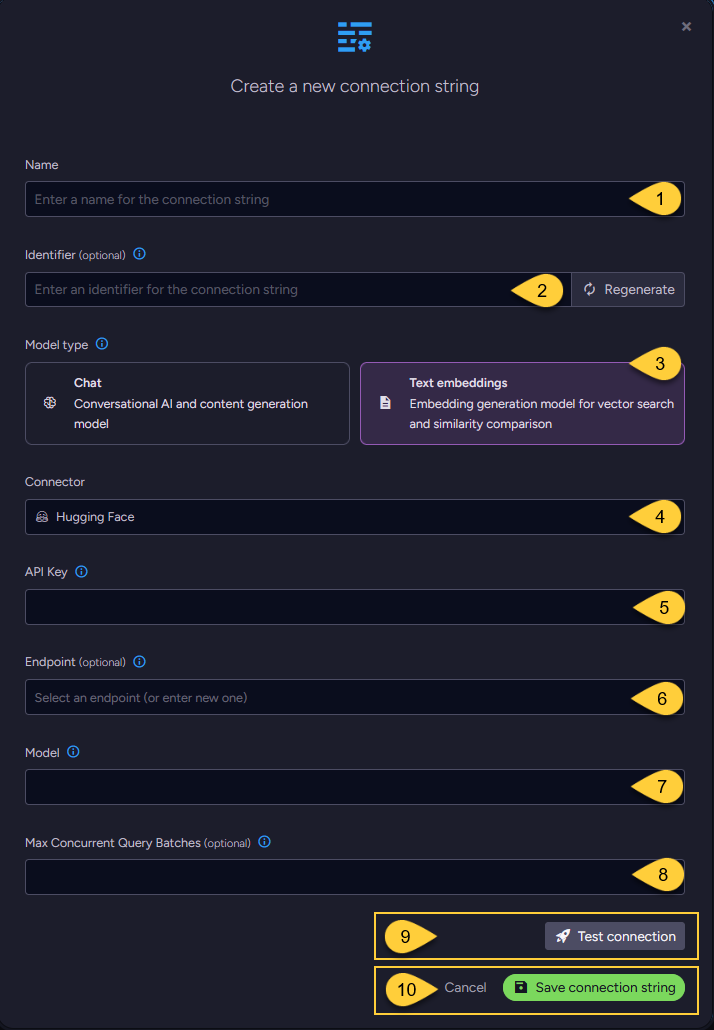 ×
Create a new connection string
Name
Enter a name for the connection string 1
Identifier (optional)
Enter an identifier for the connection string 2 Regenerate
Model type
3
Chat
Conversational AI and content generation
model
Text embeddings
Embedding generation model for vector search
and similarity comparison
Connector
Hugging Face 4
API Key
5
Endpoint (optional)
Select an endpoint (or enter new one) 6
Model
7
Max Concurrent Query Batches (optional)
8
9 Test connection
10 Cancel Save connection string